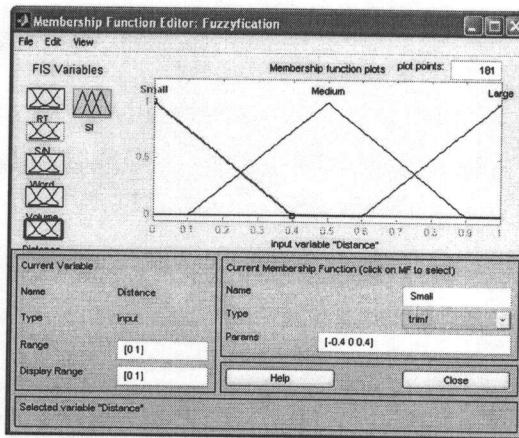 Membership Function Editor: Fuzzyfication
File Edit View
FIS Variables
Membership function plots plot points: 181
RT
SI
S/N
Word
Volume
Distance
Small Medium Large
1
0.5
0
0 0.1 0.2 0.3 0.4 0.5 0.6 0.7 0.8 0.9 1
input variable "Distance"
Current Variable
Name Distance
Type input
Range [0 1]
Display Range [0 1]
Current Membership Function (click on MF to select)
Name Small
Type trimf
Params [-0.4 0 0.4]
Help Close
Selected variable "Distance"